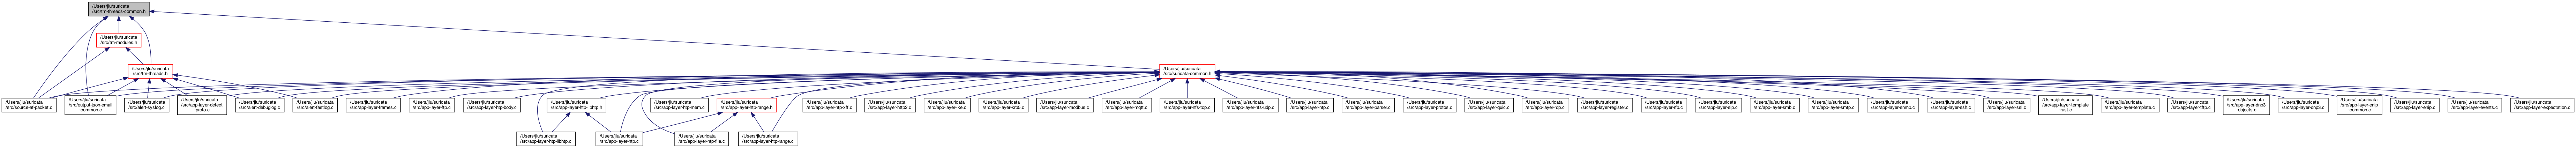 /Users/jlu/suricata
/src/tm-threads-common.h
/Users/jlu/suricata
/src/tm-modules.h
/Users/jlu/suricata
/src/tm-threads.h
/Users/jlu/suricata
/src/suricata-common.h
/Users/jlu/suricata
/src/source-af-packet.c
/Users/jlu/suricata
/src/output-json-email
-common.c
/Users/jlu/suricata
/src/alert-syslog.c
/Users/jlu/suricata
/src/app-layer-detect
-proto.c
/Users/jlu/suricata
/src/alert-debuglog.c
/Users/jlu/suricata
/src/alert-fastlog.c
/Users/jlu/suricata
/src/app-layer-frames.c
/Users/jlu/suricata
/src/app-layer-ftp.c
/Users/jlu/suricata
/src/app-layer-htp-body.c
/Users/jlu/suricata
/src/app-layer-htp-libhtp.h
/Users/jlu/suricata
/src/app-layer-htp-mem.c
/Users/jlu/suricata
/src/app-layer-htp-range.h
/Users/jlu/suricata
/src/app-layer-htp-xff.c
/Users/jlu/suricata
/src/app-layer-http2.c
/Users/jlu/suricata
/src/app-layer-ike.c
/Users/jlu/suricata
/src/app-layer-krb5.c
/Users/jlu/suricata
/src/app-layer-modbus.c
/Users/jlu/suricata
/src/app-layer-mqtt.c
/Users/jlu/suricata
/src/app-layer-nfs-tcp.c
/Users/jlu/suricata
/src/app-layer-nfs-udp.c
/Users/jlu/suricata
/src/app-layer-ntp.c
/Users/jlu/suricata
/src/app-layer-parser.c
/Users/jlu/suricata
/src/app-layer-protos.c
/Users/jlu/suricata
/src/app-layer-quic.c
/Users/jlu/suricata
/src/app-layer-rdp.c
/Users/jlu/suricata
/src/app-layer-register.c
/Users/jlu/suricata
/src/app-layer-rfb.c
/Users/jlu/suricata
/src/app-layer-sip.c
/Users/jlu/suricata
/src/app-layer-smb.c
/Users/jlu/suricata
/src/app-layer-smtp.c
/Users/jlu/suricata
/src/app-layer-snmp.c
/Users/jlu/suricata
/src/app-layer-ssh.c
/Users/jlu/suricata
/src/app-layer-ssl.c
/Users/jlu/suricata
/src/app-layer-template
-rust.c
/Users/jlu/suricata
/src/app-layer-template.c
/Users/jlu/suricata
/src/app-layer-tftp.c
/Users/jlu/suricata
/src/app-layer-dnp3
-objects.c
/Users/jlu/suricata
/src/app-layer-dnp3.c
/Users/jlu/suricata
/src/app-layer-enip
-common.c
/Users/jlu/suricata
/src/app-layer-enip.c
/Users/jlu/suricata
/src/app-layer-events.c
/Users/jlu/suricata
/src/app-layer-expectation.c
/Users/jlu/suricata
/src/app-layer-htp-libhtp.c
/Users/jlu/suricata
/src/app-layer-htp.c
/Users/jlu/suricata
/src/app-layer-htp-file.c
/Users/jlu/suricata
/src/app-layer-htp-range.c